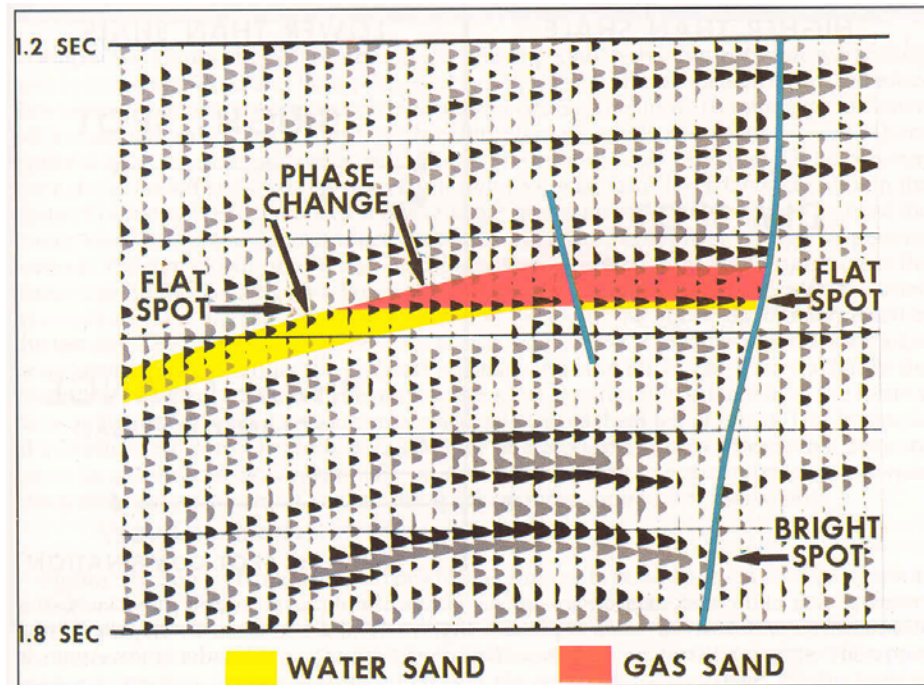 1.2 SEC
PHASE
CHANGE
FLAT
SPOT
FLAT
SPOT
BRIGHT
SPOT
1.8 SEC
WATER SAND
GAS SAND